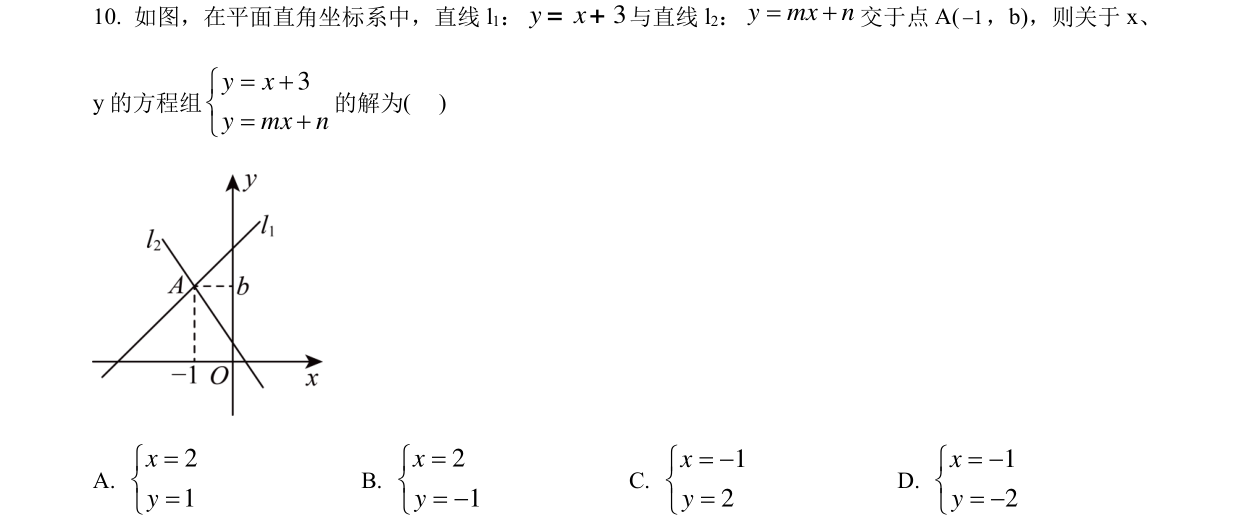 10. 如图，在平面直角坐标系中，直线 l₁： y = x + 3 与直线 l₂： y = mx + n 交于点 A(−1，b)，则关于 x、
y 的方程组 { y = x + 3
y = mx + n 的解为(    )
y
l₁
l₂
A
b
−1 O x
A. { x = 2
y = 1
B. { x = 2
y = −1
C. { x = −1
y = 2
D. { x = −1
y = −2